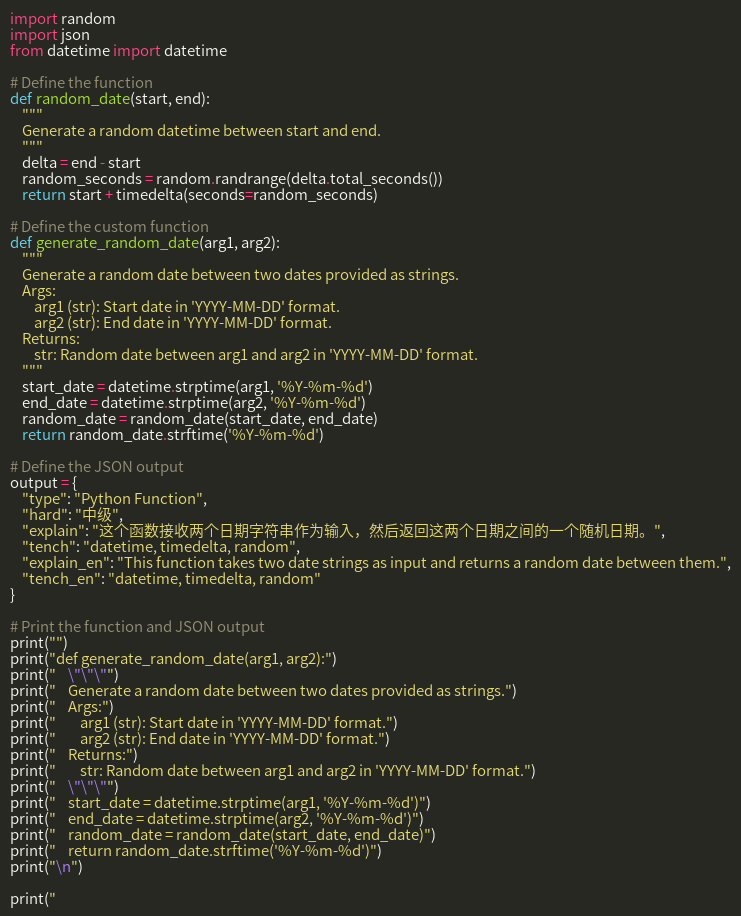 import random
import json
from datetime import datetime

# Define the function
def random_date(start, end):
    """
    Generate a random datetime between start and end.
    """
    delta = end - start
    random_seconds = random.randrange(delta.total_seconds())
    return start + timedelta(seconds=random_seconds)

# Define the custom function
def generate_random_date(arg1, arg2):
    """
    Generate a random date between two dates provided as strings.
    Args:
        arg1 (str): Start date in 'YYYY-MM-DD' format.
        arg2 (str): End date in 'YYYY-MM-DD' format.
    Returns:
        str: Random date between arg1 and arg2 in 'YYYY-MM-DD' format.
    """
    start_date = datetime.strptime(arg1, '%Y-%m-%d')
    end_date = datetime.strptime(arg2, '%Y-%m-%d')
    random_date = random_date(start_date, end_date)
    return random_date.strftime('%Y-%m-%d')

# Define the JSON output
output = {
    "type": "Python Function",
    "hard": "中级",
    "explain": "这个函数接收两个日期字符串作为输入，然后返回这两个日期之间的一个随机日期。",
    "tench": "datetime, timedelta, random",
    "explain_en": "This function takes two date strings as input and returns a random date between them.",
    "tench_en": "datetime, timedelta, random"
}

# Print the function and JSON output
print("")
print("def generate_random_date(arg1, arg2):")
print("    \"\"\"")
print("    Generate a random date between two dates provided as strings.")
print("    Args:")
print("        arg1 (str): Start date in 'YYYY-MM-DD' format.")
print("        arg2 (str): End date in 'YYYY-MM-DD' format.")
print("    Returns:")
print("        str: Random date between arg1 and arg2 in 'YYYY-MM-DD' format.")
print("    \"\"\"")
print("    start_date = datetime.strptime(arg1, '%Y-%m-%d')")
print("    end_date = datetime.strptime(arg2, '%Y-%m-%d')")
print("    random_date = random_date(start_date, end_date)")
print("    return random_date.strftime('%Y-%m-%d')")
print("\n")

print("